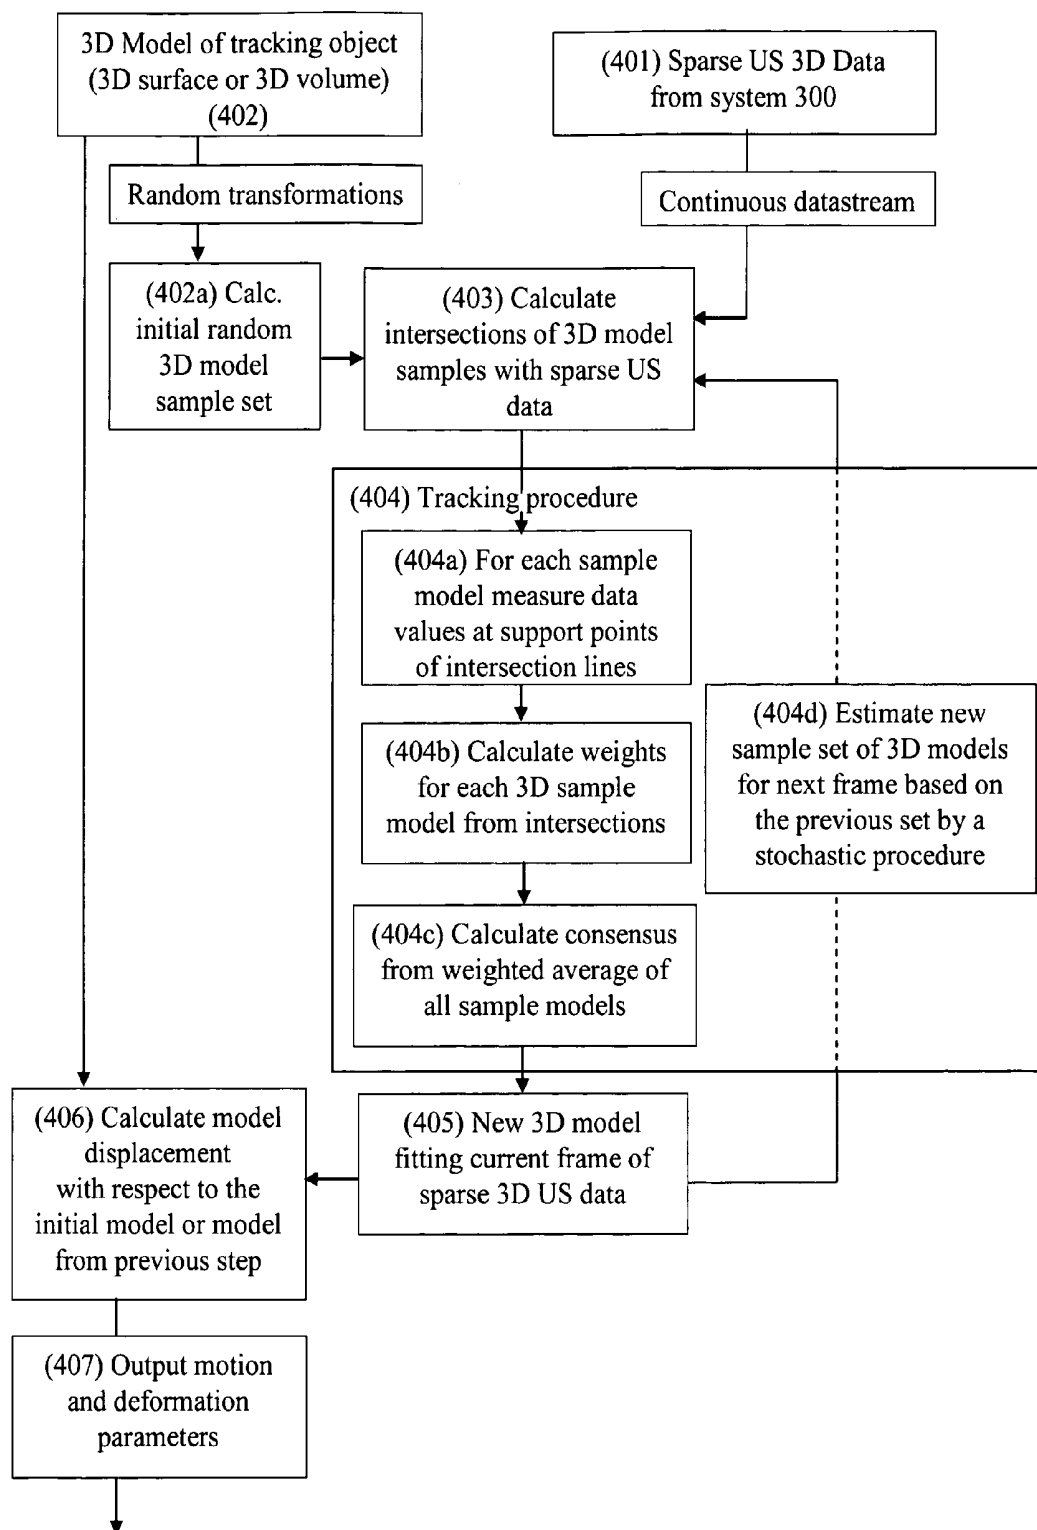 3D Model of tracking object
(3D surface or 3D volume)
(402)
(401) Sparse US 3D Data
from system 300
Random transformations
Continuous datastream
(402a) Calc.
initial random
3D model
sample set
(403) Calculate
intersections of 3D model
samples with sparse US
data
(404) Tracking procedure
(404a) For each sample
model measure data
values at support points
of intersection lines
(404b) Calculate weights
for each 3D sample
model from intersections
(404d) Estimate new
sample set of 3D models
for next frame based on
the previous set by a
stochastic procedure
(404c) Calculate consensus
from weighted average of
all sample models
(406) Calculate model
displacement
with respect to the
initial model or model
from previous step
(405) New 3D model
fitting current frame of
sparse 3D US data
(407) Output motion
and deformation
parameters